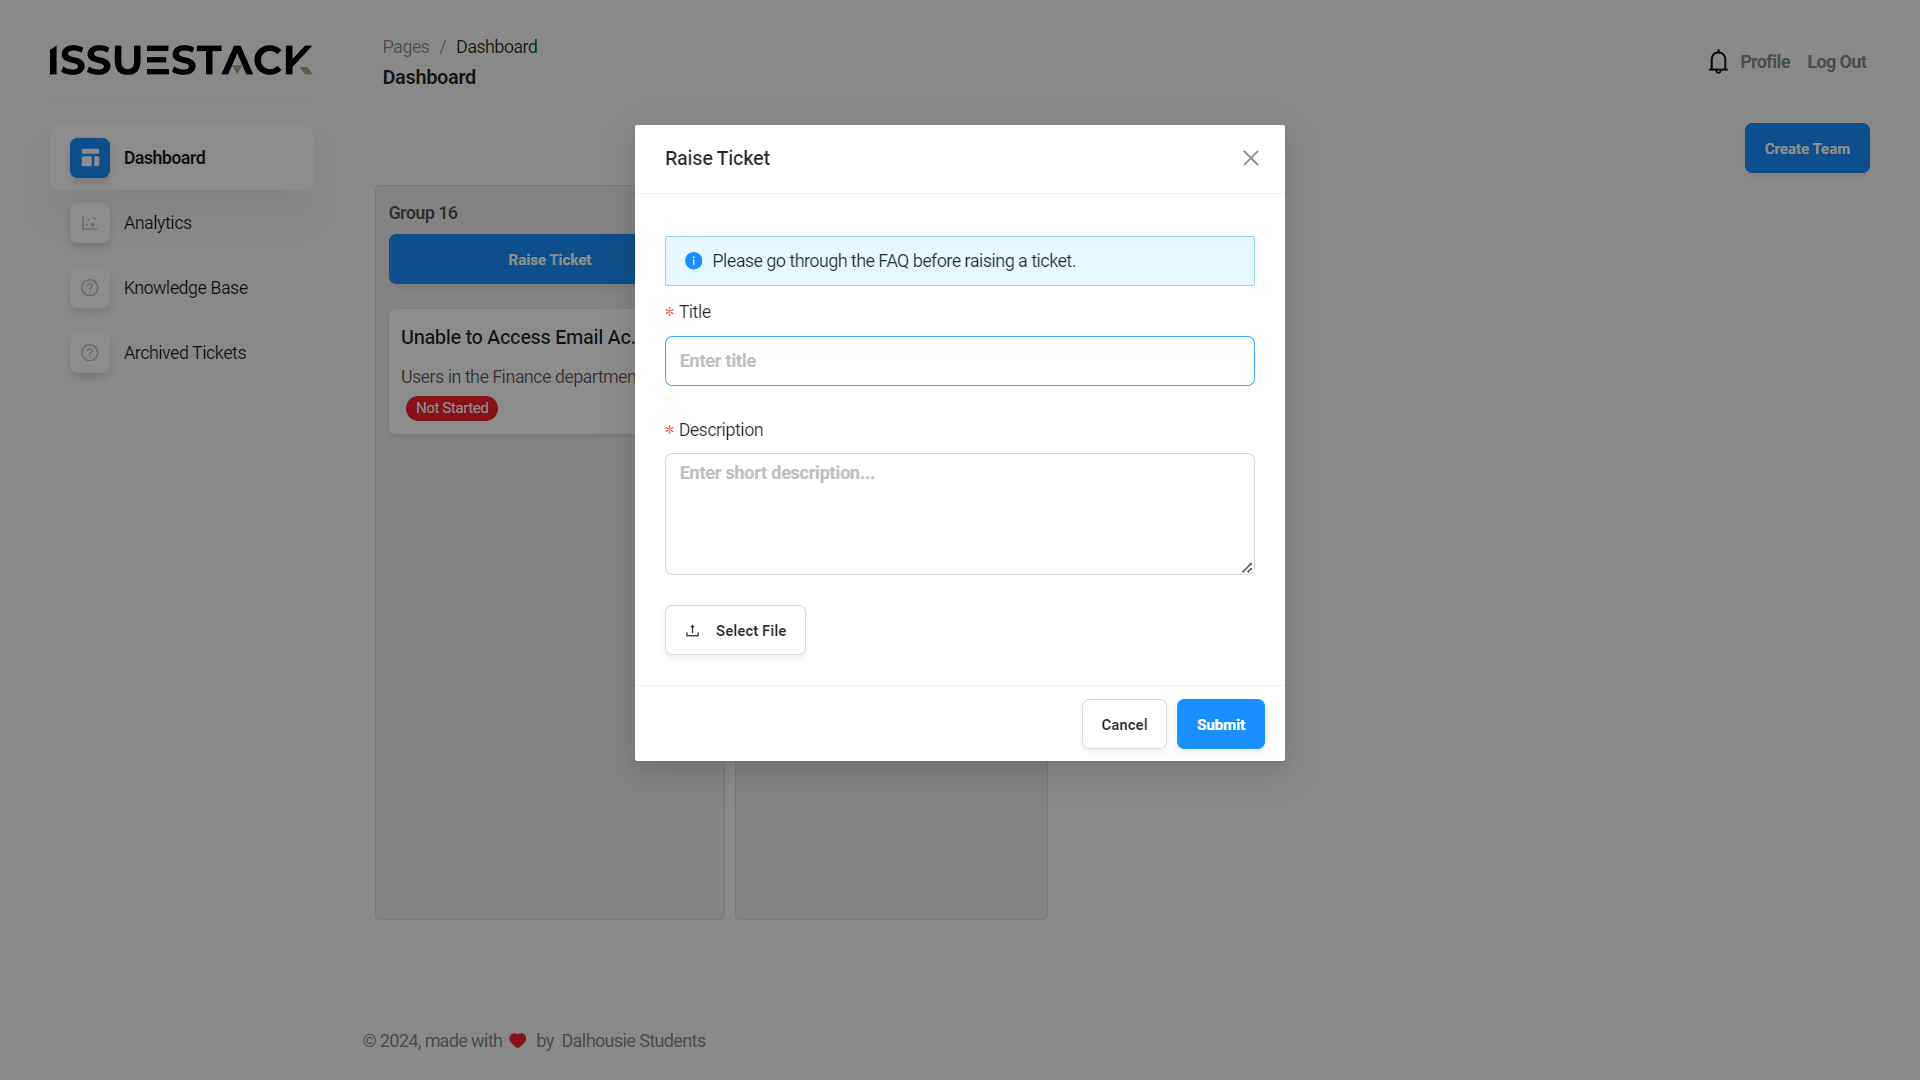 ISSUESTACK
Pages / Dashboard
Dashboard
Profile Log Out
Dashboard
Analytics
Knowledge Base
Archived Tickets
Create Team
Group 16
Raise Ticket
Unable to Access Email Ac..
Users in the Finance departmen
Not Started
Raise Ticket
Please go through the FAQ before raising a ticket.
* Title
Enter title
* Description
Enter short description...
Select File
Cancel Submit
© 2024, made with ❤ by Dalhousie Students